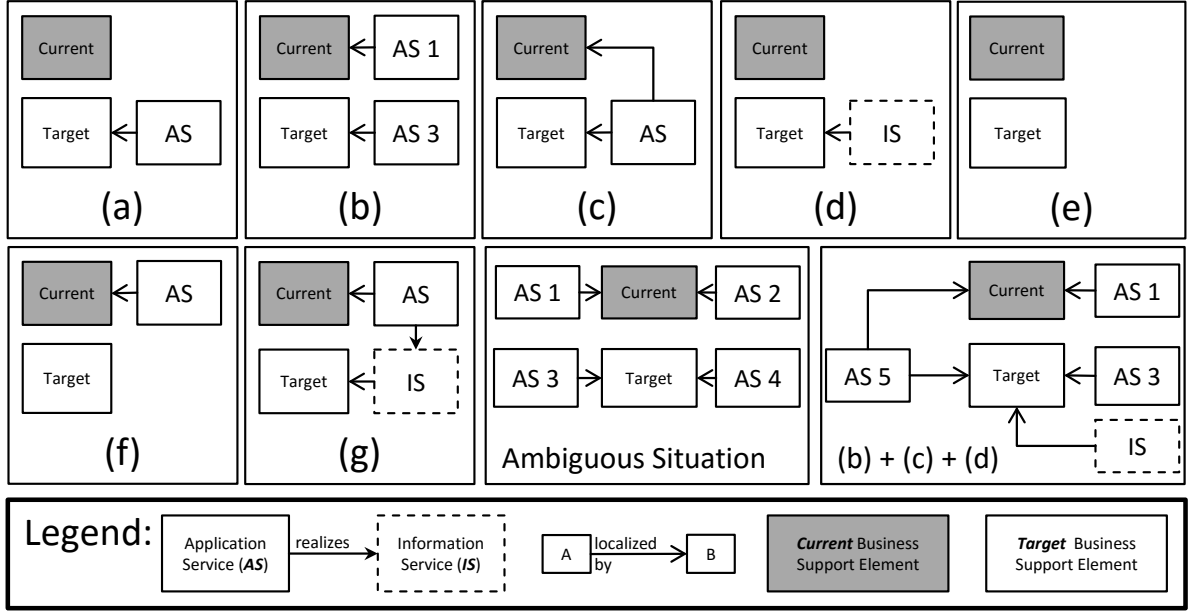 Current
Target
AS
(a)
Current
AS 1
Target
AS 3
(b)
Current
Target
AS
(c)
Current
Target
IS
(d)
Current
Target
(e)
Current
AS
Target
(f)
Current
AS
Target
IS
(g)
AS 1
Current
AS 2
AS 3
Target
AS 4
Ambiguous Situation
Current
AS 1
AS 5
Target
AS 3
IS
(b) + (c) + (d)
Legend:
Application
Service (AS)
realizes
Information
Service (IS)
A
localized
by
B
Current Business
Support Element
Target Business
Support Element